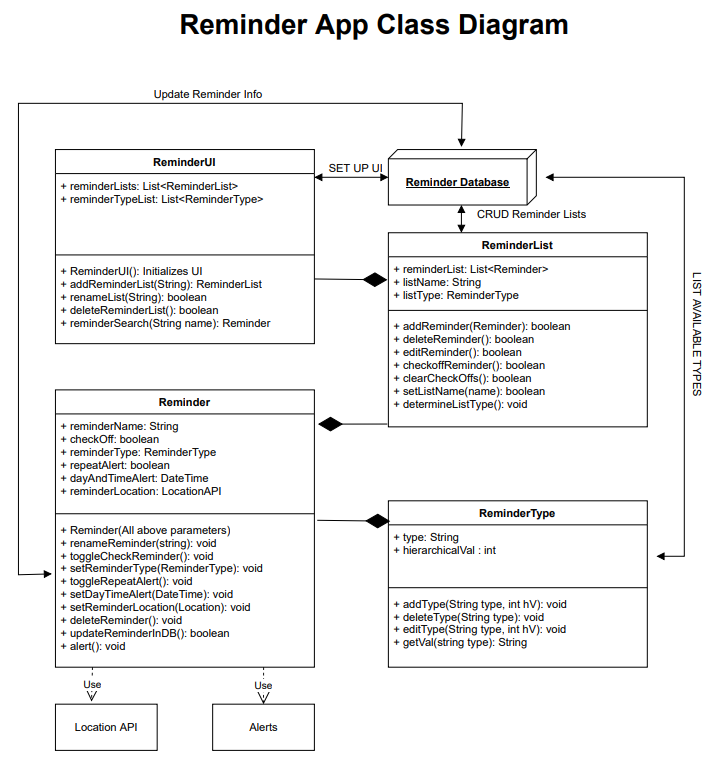 Reminder App Class Diagram
Update Reminder Info
ReminderUI
+ reminderLists: List<ReminderList>
+ reminderTypeList: List<ReminderType>
+ ReminderUI(): Initializes UI
+ addReminderList(String): ReminderList
+ renameList(String): boolean
+ deleteReminderList(): boolean
+ reminderSearch(String name): Reminder
SET UP UI
Reminder Database
CRUD Reminder Lists
ReminderList
+ reminderList: List<Reminder>
+ listName: String
+ listType: ReminderType
+ addReminder(Reminder): boolean
+ deleteReminder(): boolean
+ editReminder(): boolean
+ checkoffReminder(): boolean
+ clearCheckOffs(): boolean
+ setListName(name): boolean
+ determineListType(): void
LIST AVAILABLE TYPES
Reminder
+ reminderName: String
+ checkOff: boolean
+ reminderType: ReminderType
+ repeatAlert: boolean
+ dayAndTimeAlert: DateTime
+ reminderLocation: LocationAPI
+ Reminder(All above parameters)
+ renameReminder(string): void
+ toggleCheckReminder(): void
+ setReminderType(ReminderType): void
+ toggleRepeatAlert(): void
+ setDayTimeAlert(DateTime): void
+ setReminderLocation(Location): void
+ deleteReminder(): void
+ updateReminderInDB(): boolean
+ alert(): void
ReminderType
+ type: String
+ hierarchicalVal : int
+ addType(String type, int hV): void
+ deleteType(String type): void
+ editType(String type, int hV): void
+ getVal(string type): String
Use
Use
Location API
Alerts